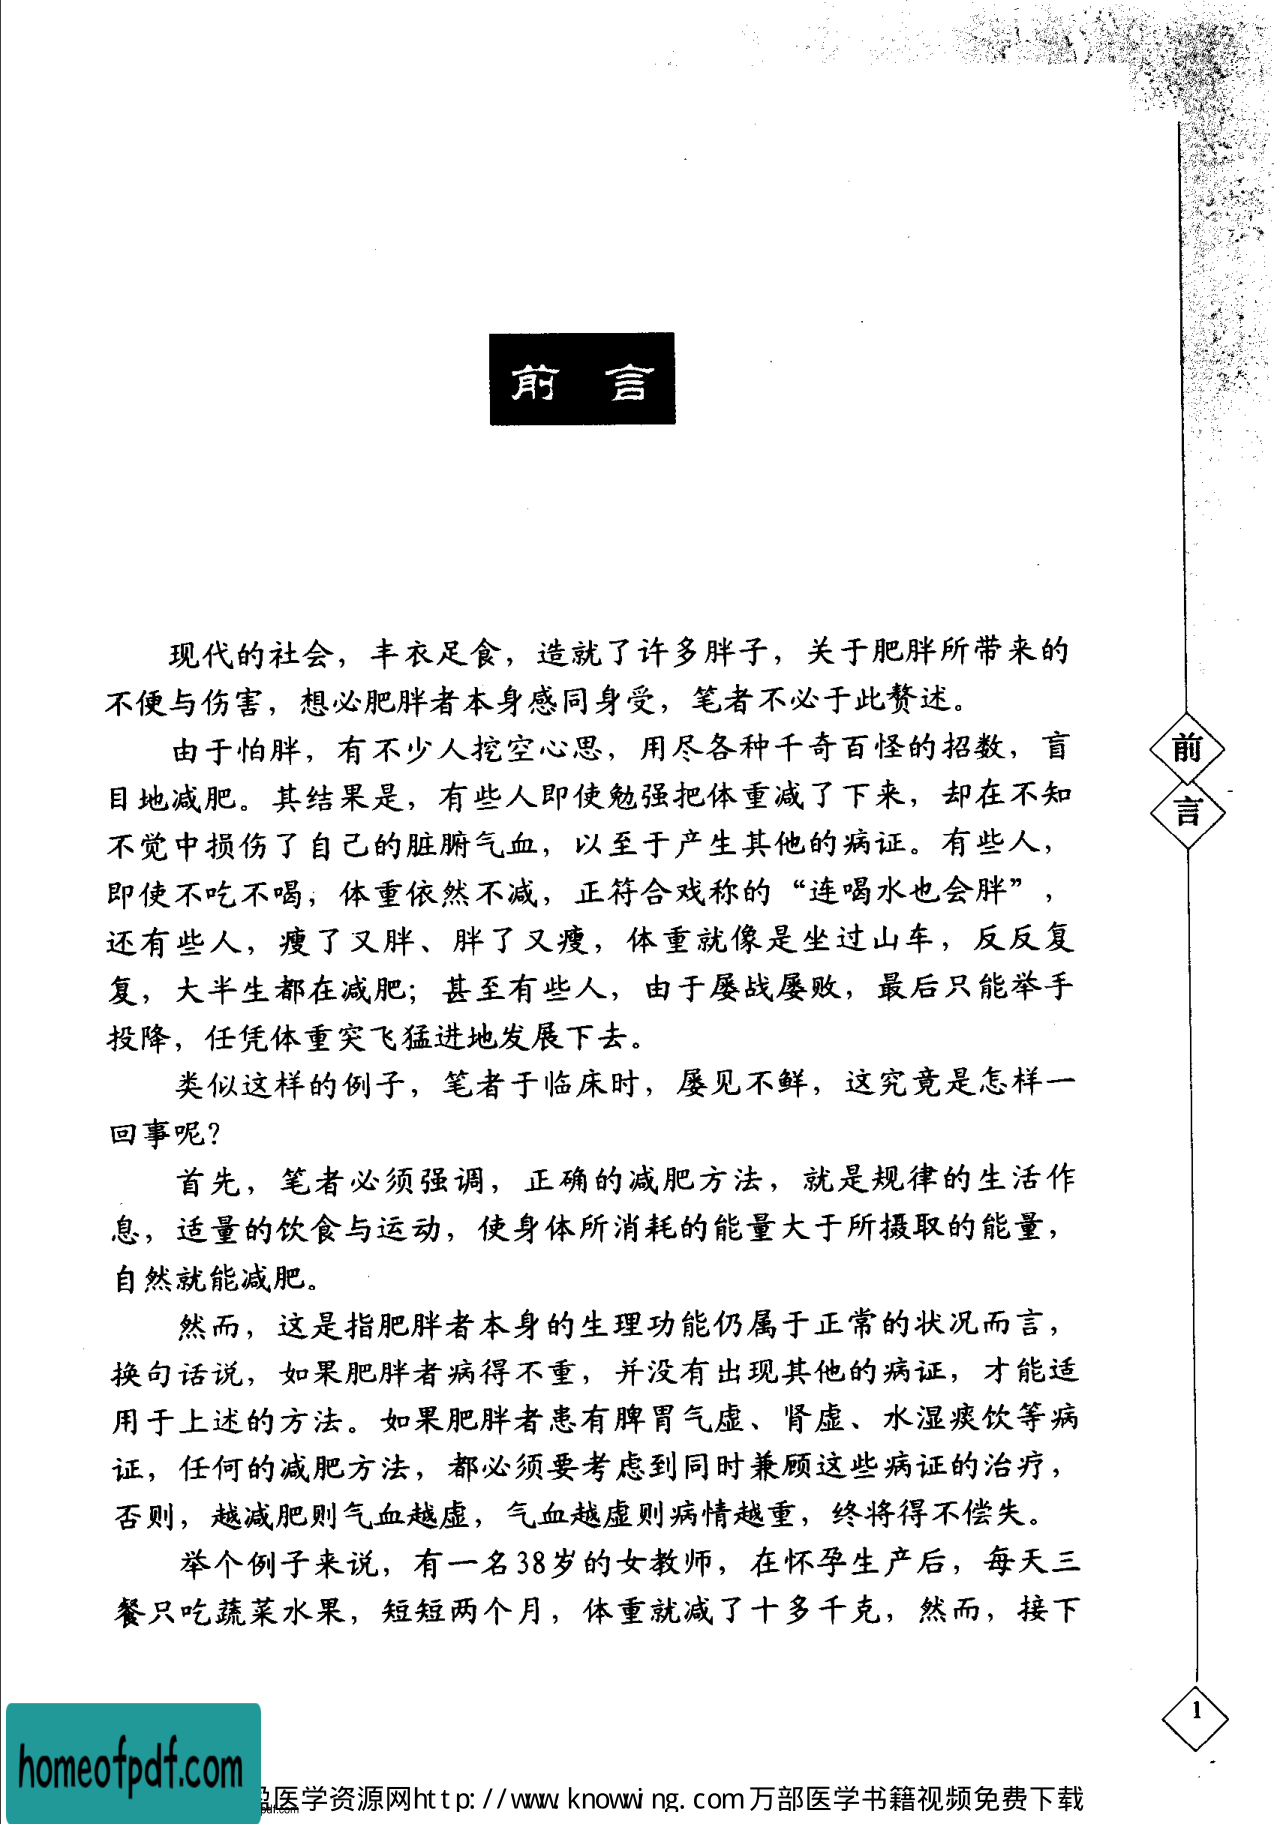 前　言
现代的社会，丰衣足食，造就了许多胖子，关于肥胖所带来的
不便与伤害，想必肥胖者本身感同身受，笔者不必于此赘述。
由于怕胖，有不少人挖空心思，用尽各种千奇百怪的招数，盲
目地减肥。其结果是，有些人即使勉强把体重减了下来，却在不知
不觉中损伤了自己的脏腑气血，以至于产生其他的病证。有些人，
即使不吃不喝，体重依然不减，正符合戏称的“连喝水也会胖”，
还有些人，瘦了又胖、胖了又瘦，体重就像是坐过山车，反反复
复，大半生都在减肥；甚至有些人，由于屡战屡败，最后只能举手
投降，任凭体重突飞猛进地发展下去。
类似这样的例子，笔者于临床时，屡见不鲜，这究竟是怎样一
回事呢？
首先，笔者必须强调，正确的减肥方法，就是规律的生活作
息，适量的饮食与运动，使身体所消耗的能量大于所摄取的能量，
自然就能减肥。
然而，这是指肥胖者本身的生理功能仍属于正常的状况而言，
换句话说，如果肥胖者病得不重，并没有出现其他的病证，才能适
用于上述的方法。如果肥胖者患有脾胃气虚、肾虚、水湿痰饮等病
证，任何的减肥方法，都必须要考虑到同时兼顾这些病证的治疗，
否则，越减肥则气血越虚，气血越虚则病情越重，终将得不偿失。
举个例子来说，有一名38岁的女教师，在怀孕生产后，每天三
餐只吃蔬菜水果，短短两个月，体重就减了十多千克，然而，接下
前
言
1
homeofpdf.com
医学资源网http://www.knowwing.com万部医学书籍视频免费下载
pdf.com